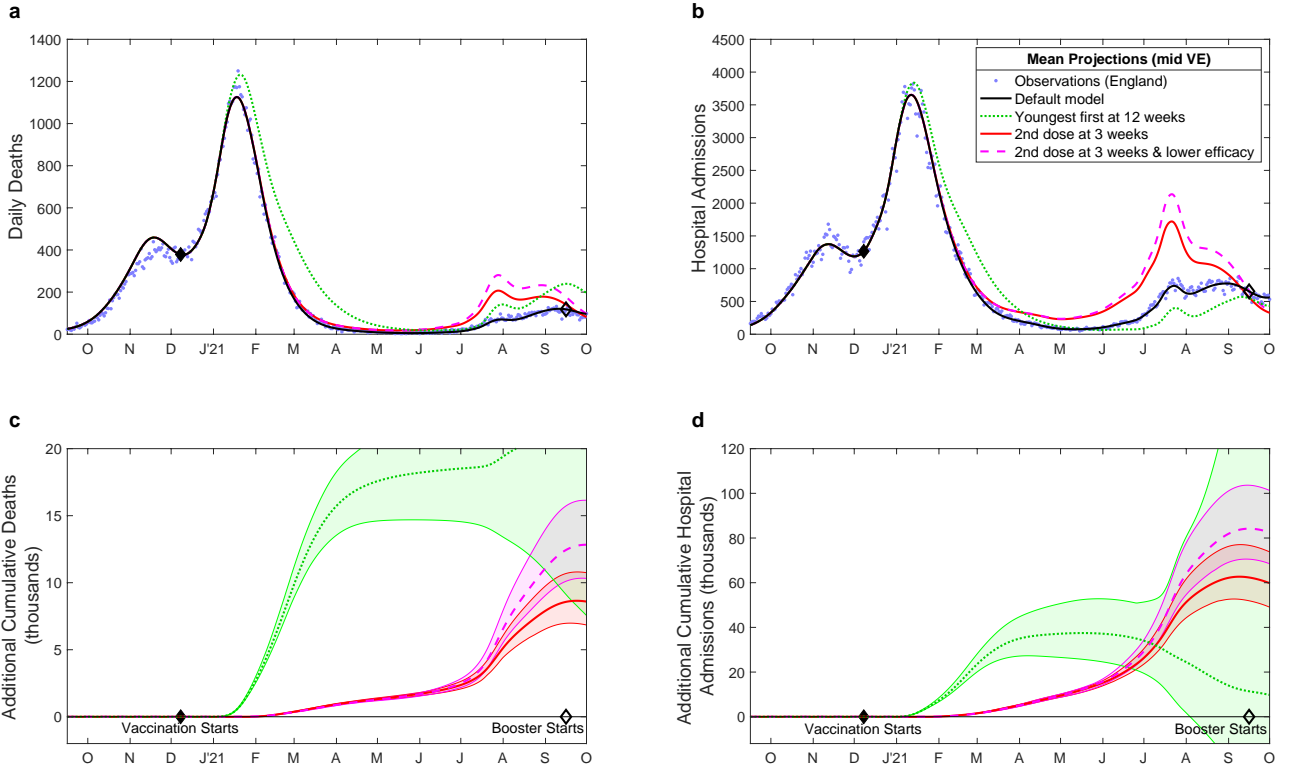 a
1400
1200
1000
800
600
400
200
0
Daily Deaths
O N D J'21 F M A M J J A S O
b
4500
4000
3500
3000
2500
2000
1500
1000
500
0
Hospital Admissions
Mean Projections (mid VE)
Observations (England)
Default model
Youngest first at 12 weeks
2nd dose at 3 weeks
2nd dose at 3 weeks & lower efficacy
O N D J'21 F M A M J J A S O
c
20
15
10
5
0
Additional Cumulative Deaths
(thousands)
Vaccination Starts
Booster Starts
O N D J'21 F M A M J J A S O
d
120
100
80
60
40
20
0
Additional Cumulative Hospital
Admissions (thousands)
Vaccination Starts
Booster Starts
O N D J'21 F M A M J J A S O